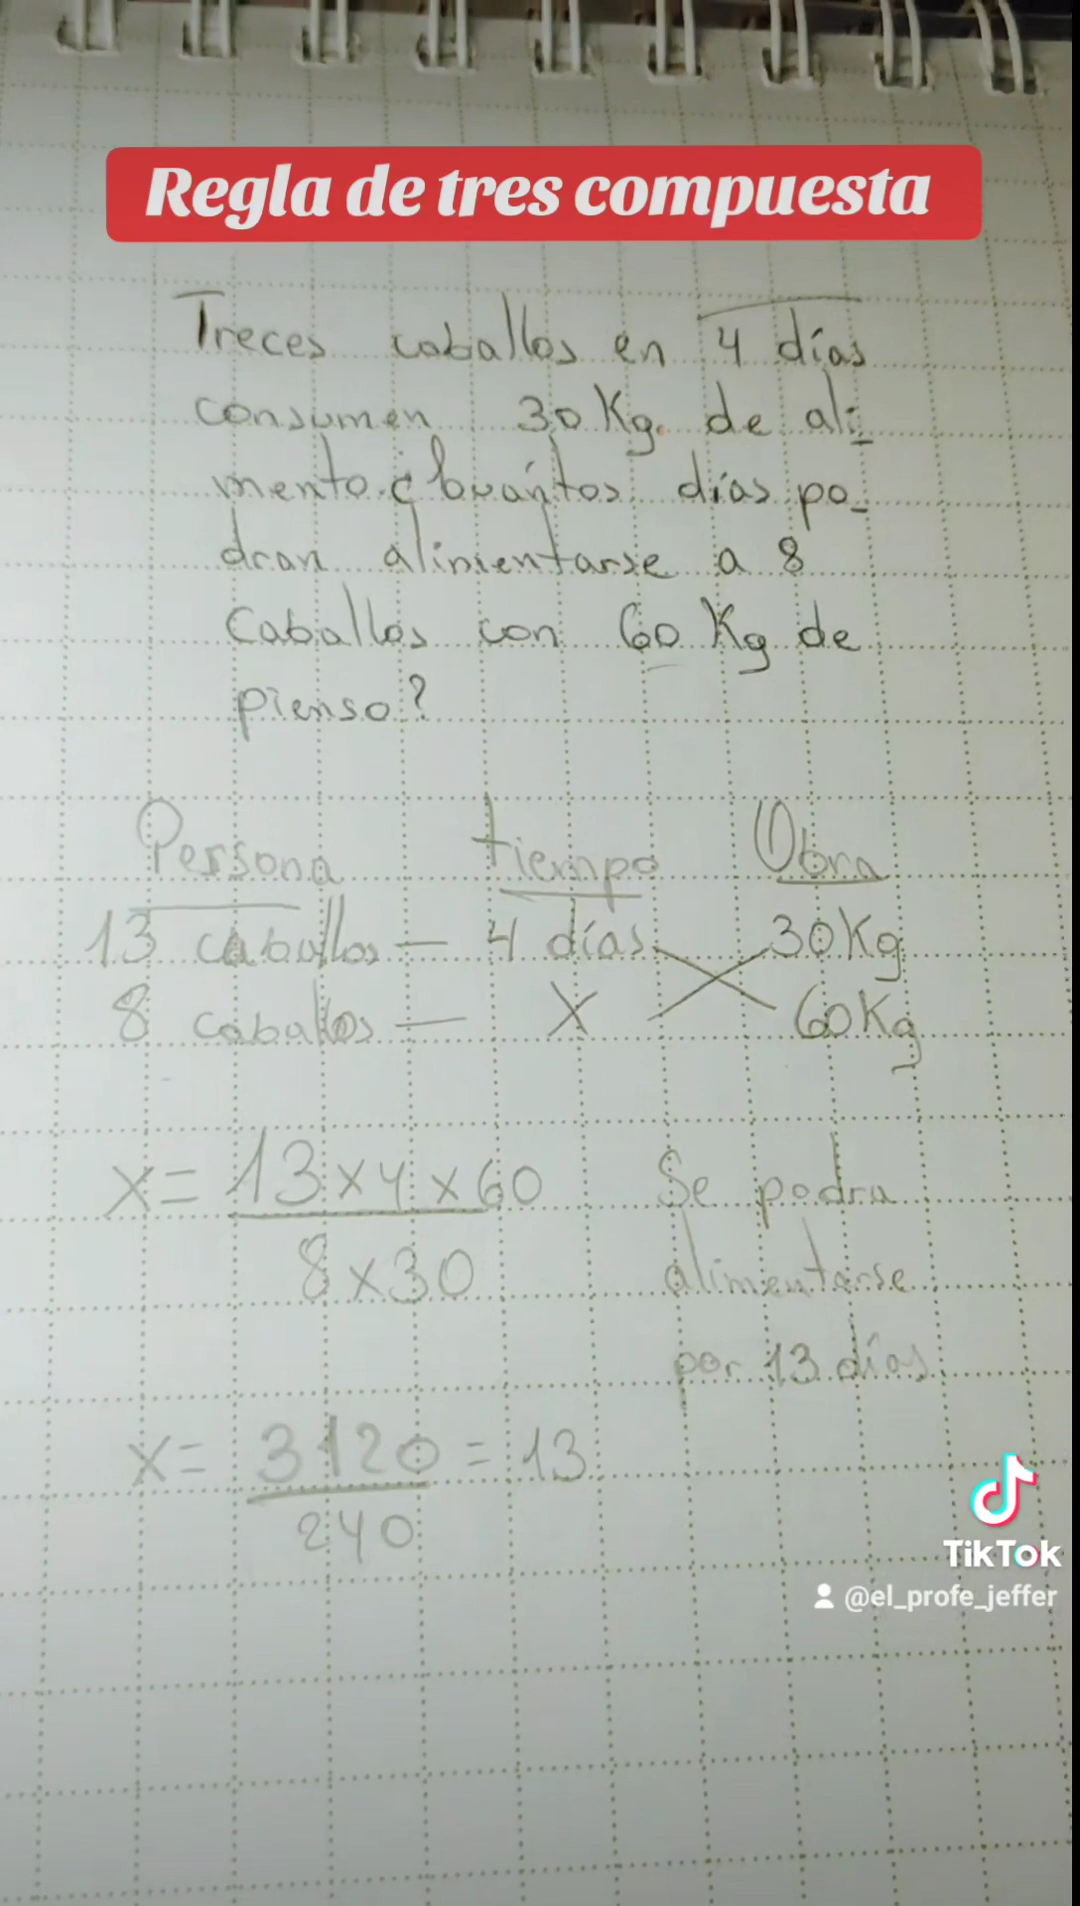 Regla de tres compuesta
Treces caballos en 4 días
consumen 30 Kg. de ali-
mento. ¿Cuántos días po-
dran alimentarse a 8
Caballos con 60 Kg de
pienso?
Persona tiempo Obra
13 caballos — 4 días 30Kg
8 caballos — X 60Kg
x= 13 x 4 x 60 Se podra
8 x 30 alimentarse
por 13 días
x= 3120 = 13
240
TikTok
@el_profe_jeffer